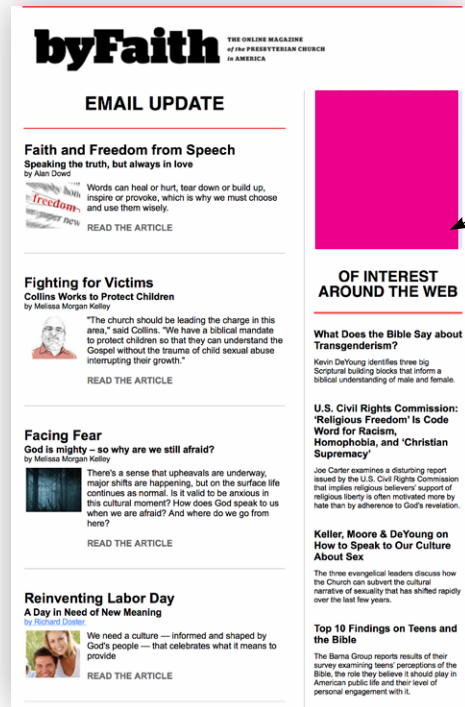 byFaith
THE ONLINE MAGAZINE
of the PRESBYTERIAN CHURCH
in AMERICA
EMAIL UPDATE
Faith and Freedom from Speech
Speaking the truth, but always in love
by Alan Dowd
freedom
Words can heal or hurt, tear down or build up,
inspire or provoke, which is why we must choose
and use them wisely.
READ THE ARTICLE
Fighting for Victims
Collins Works to Protect Children
by Melissa Morgan Kelley
"The church should be leading the charge in this
area," said Collins. "We have a biblical mandate
to protect children so that they can understand the
Gospel without the trauma of child sexual abuse
interrupting their growth."
READ THE ARTICLE
Facing Fear
God is mighty – so why are we still afraid?
by Melissa Morgan Kelley
There's a sense that upheavals are underway,
major shifts are happening, but on the surface life
continues as normal. Is it valid to be anxious in
this cultural moment? How does God speak to us
when we are afraid? And where do we go from
here?
READ THE ARTICLE
Reinventing Labor Day
A Day in Need of New Meaning
by Richard Doster
We need a culture — informed and shaped by
God's people — that celebrates what it means to
provide
READ THE ARTICLE
OF INTEREST
AROUND THE WEB
What Does the Bible Say about
Transgenderism?
Kevin DeYoung identifies three big
Scriptural building blocks that inform a
biblical understanding of male and female.
U.S. Civil Rights Commission:
'Religious Freedom' Is Code
Word for Racism,
Homophobia, and 'Christian
Supremacy'
Joe Carter examines a disturbing report
issued by the U.S. Civil Rights Commission
that implies religious believers' support of
religious liberty is often motivated more by
hate than by adherence to God's revelation.
Keller, Moore & DeYoung on
How to Speak to Our Culture
About Sex
The three evangelical leaders discuss how
the Church can subvert the cultural
narrative of sexuality that has shifted rapidly
over the last few years.
Top 10 Findings on Teens and
the Bible
The Barna Group reports results of their
survey examining teens' perceptions of the
Bible, the role they believe it should play in
American public life and their level of
personal engagement with it.